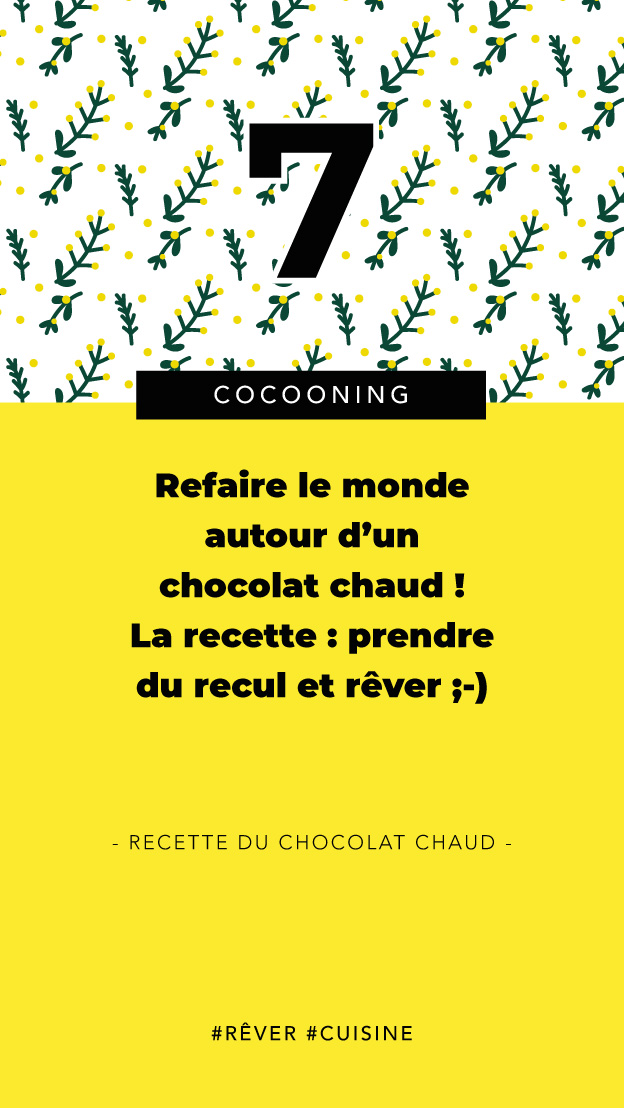 7
COCOONING
Refaire le monde
autour d’un
chocolat chaud !
La recette : prendre
du recul et rêver ;-)
- RECETTE DU CHOCOLAT CHAUD -
#RÊVER #CUISINE